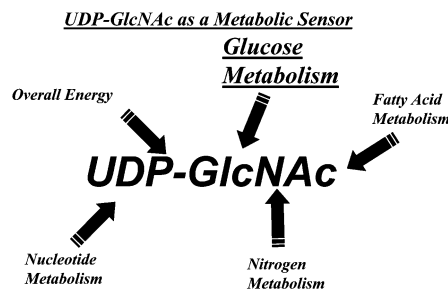 UDP-GlcNAc as a Metabolic Sensor
Glucose
Metabolism
Overall Energy
Fatty Acid
Metabolism
UDP-GlcNAc
Nucleotide
Metabolism
Nitrogen
Metabolism